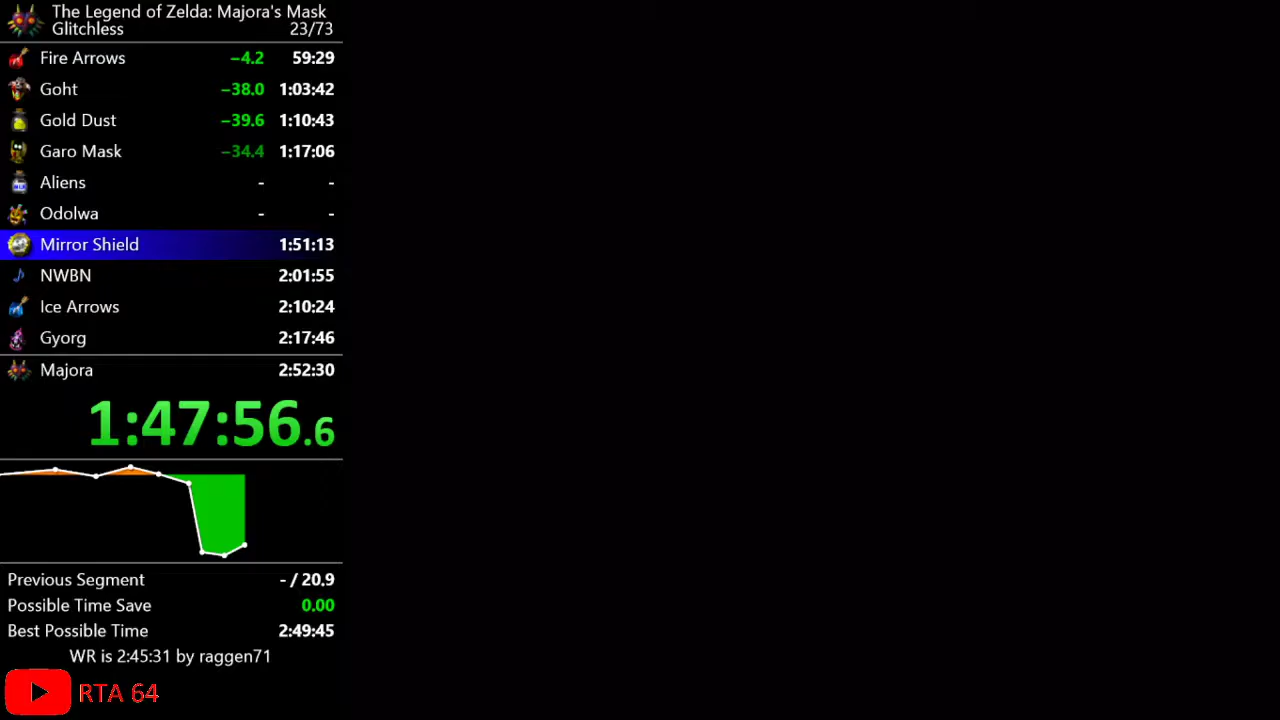 The Legend of Zelda: Majora's Mask
Glitchless 23/73
Fire Arrows −4.2 59:29
Goht −38.0 1:03:42
Gold Dust −39.6 1:10:43
Garo Mask −34.4 1:17:06
Aliens - -
Odolwa - -
Mirror Shield 1:51:13
NWBN 2:01:55
Ice Arrows 2:10:24
Gyorg 2:17:46
Majora 2:52:30
1:47:56.6
Previous Segment - / 20.9
Possible Time Save 0.00
Best Possible Time 2:49:45
WR is 2:45:31 by raggen71
RTA 64